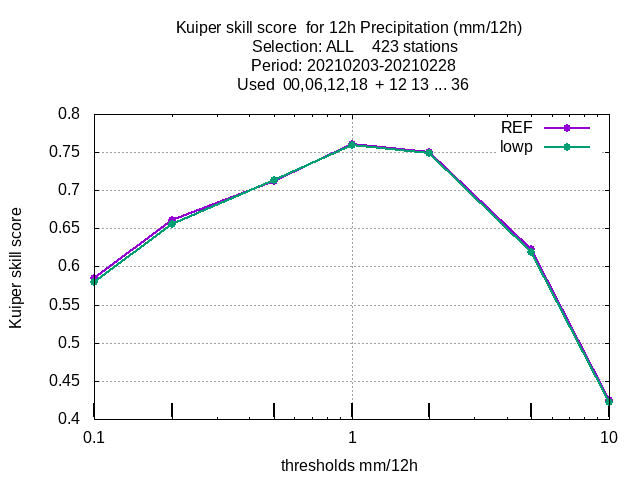 Kuiper skill score  for 12h Precipitation (mm/12h)
Selection: ALL    423 stations
Period: 20210203-20210228
Used  00,06,12,18  + 12 13 ... 36
REF
lowp
0.8
0.75
0.7
0.65
0.6
0.55
0.5
0.45
0.4
Kuiper skill score
0.1
1
10
thresholds mm/12h